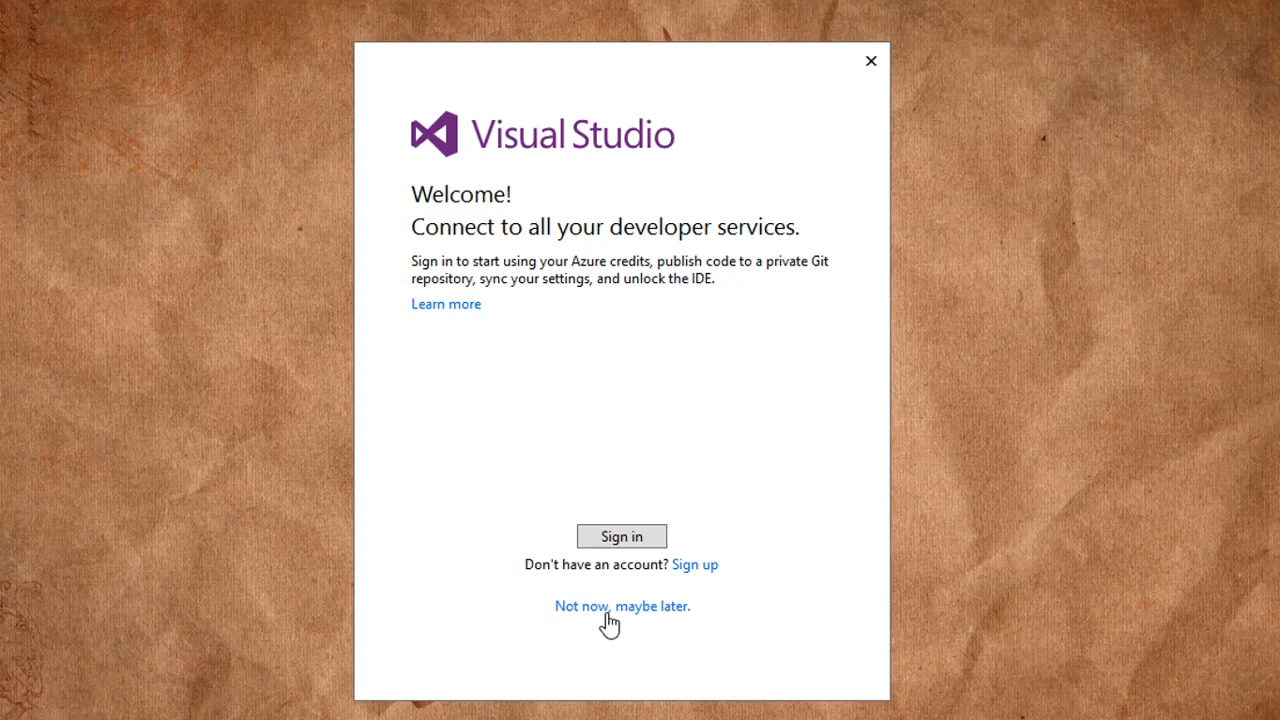 Visual Studio
Welcome!
Connect to all your developer services.
Sign in to start using your Azure credits, publish code to a private Git
repository, sync your settings, and unlock the IDE.
Learn more
Sign in
Don't have an account? Sign up
Not now, maybe later.